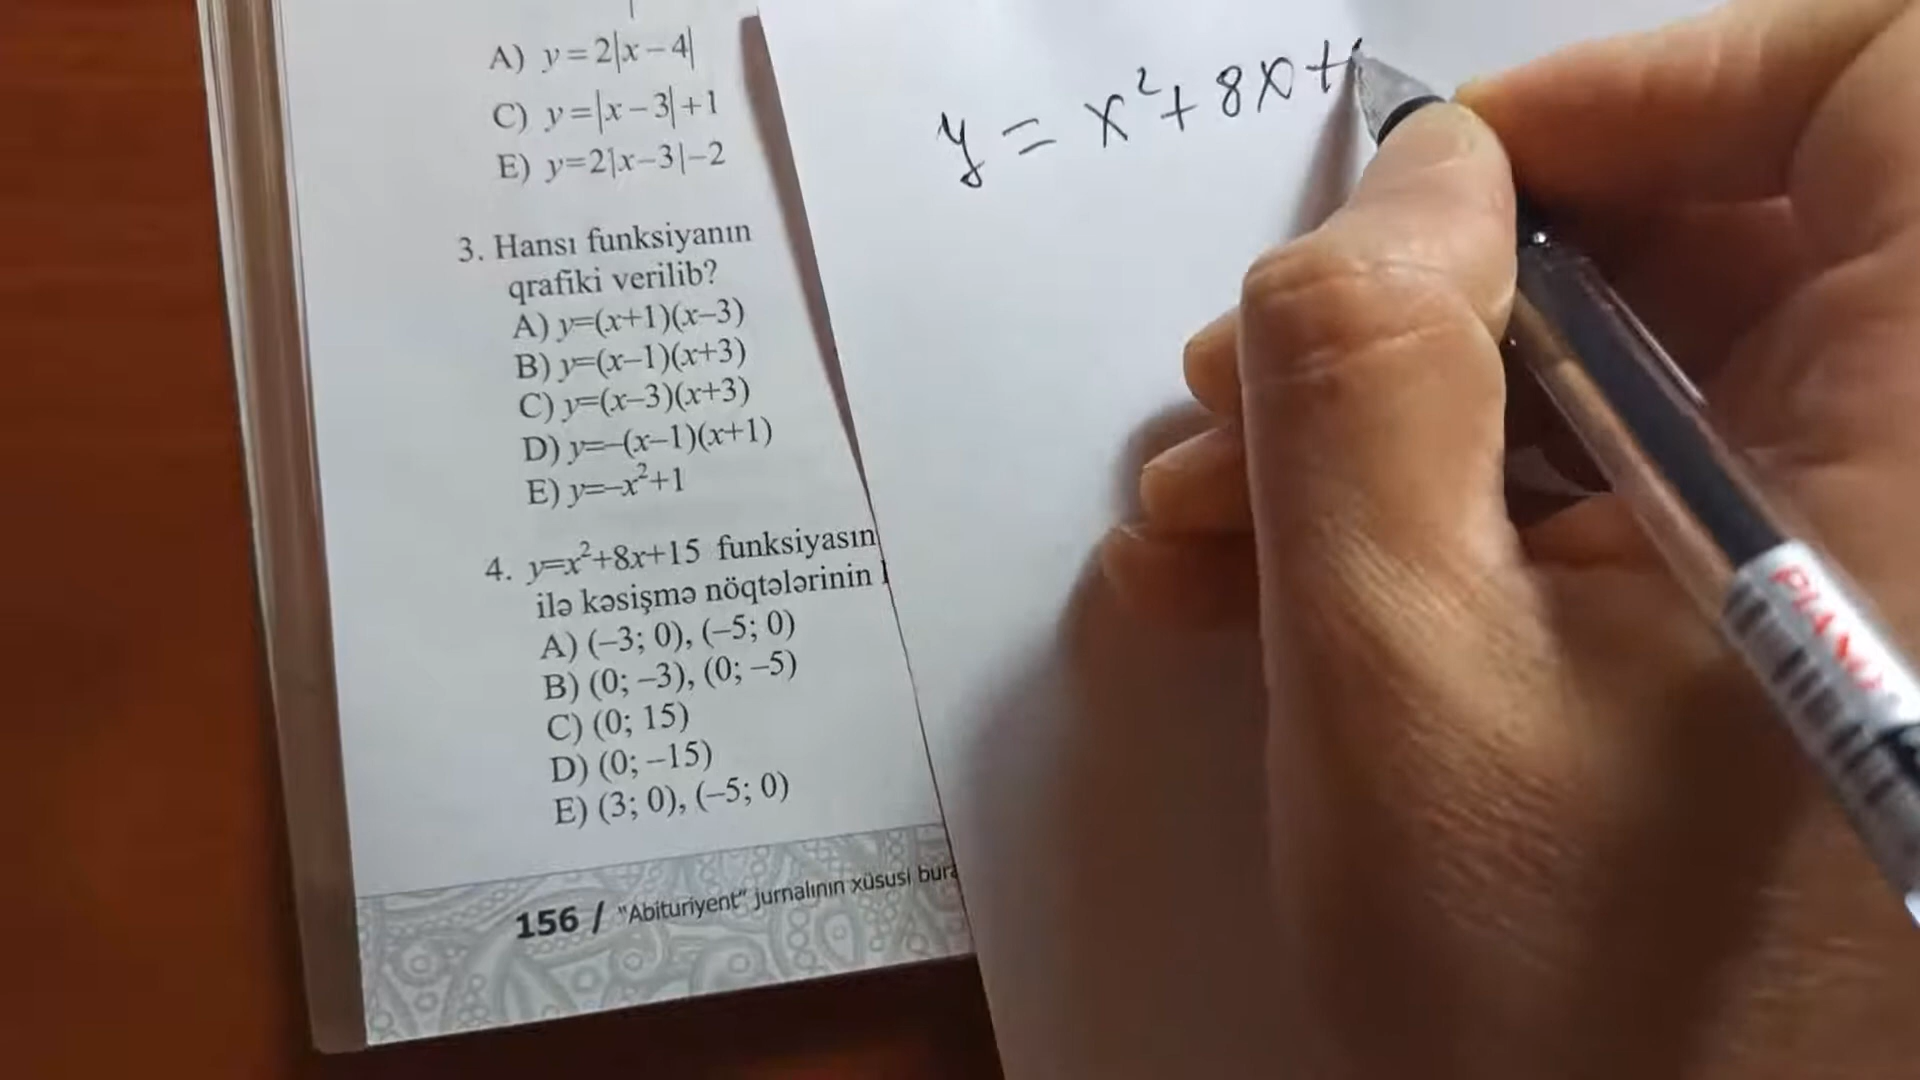 A) y=2|x−4|
C) y=|x−3|+1
E) y=2|x−3|−2
3. Hansı funksiyanın
qrafiki verilib?
A) y=(x+1)(x−3)
B) y=(x−1)(x+3)
C) y=(x−3)(x+3)
D) y=−(x−1)(x+1)
E) y=−x²+1
4. y=x²+8x+15 funksiyasın
ilə kəsişmə nöqtələrinin
A) (−3; 0), (−5; 0)
B) (0; −3), (0; −5)
C) (0; 15)
D) (0; −15)
E) (3; 0), (−5; 0)
156 / "Abituriyent" jurnalının xüsusi
y = x² + 8x +